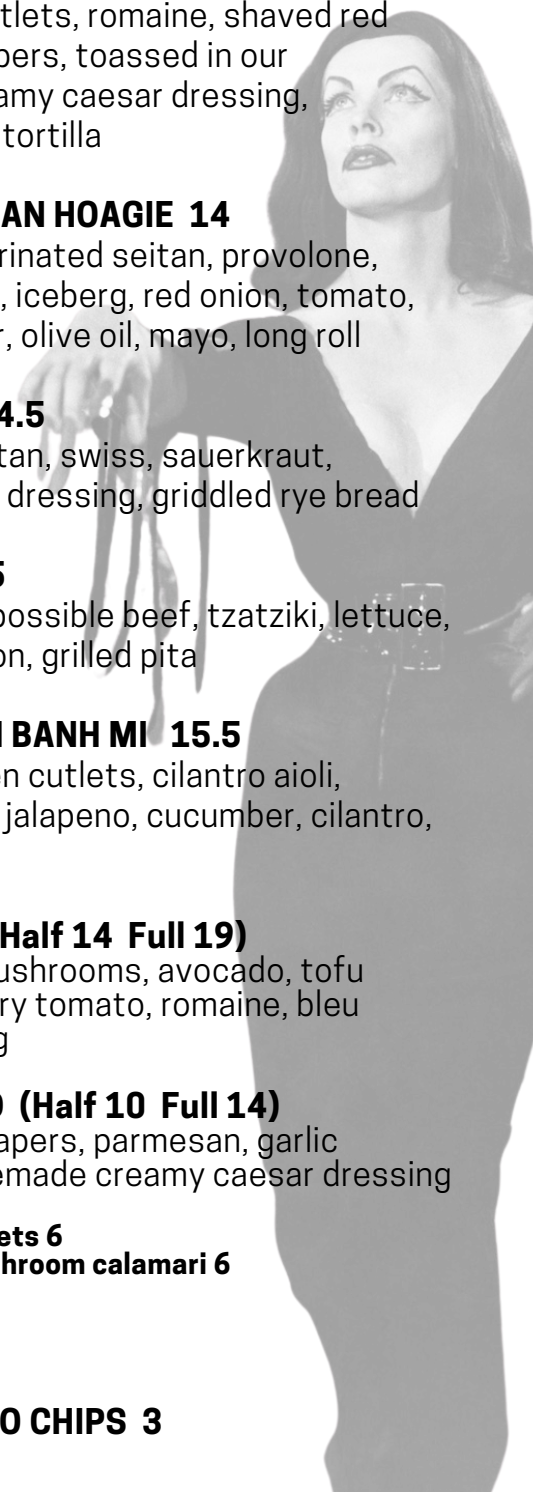 tlets, romaine, shaved red
pers, toassed in our
amy caesar dressing,
tortilla
AN HOAGIE 14
rinated seitan, provolone,
, iceberg, red onion, tomato,
r, olive oil, mayo, long roll
4.5
tan, swiss, sauerkraut,
dressing, griddled rye bread
5
possible beef, tzatziki, lettuce,
on, grilled pita
BANH MI 15.5
en cutlets, cilantro aioli,
jalapeno, cucumber, cilantro,
Half 14 Full 19)
ushrooms, avocado, tofu
ry tomato, romaine, bleu
g
(Half 10 Full 14)
apers, parmesan, garlic
emade creamy caesar dressing
ets 6
hroom calamari 6
O CHIPS 3